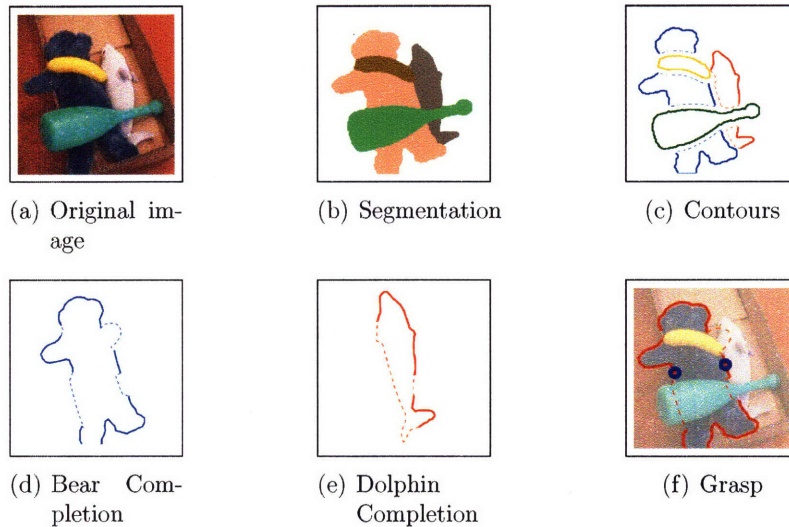 (a) Original im-
age
(b) Segmentation
(c) Contours
(d) Bear Com-
pletion
(e) Dolphin
Completion
(f) Grasp